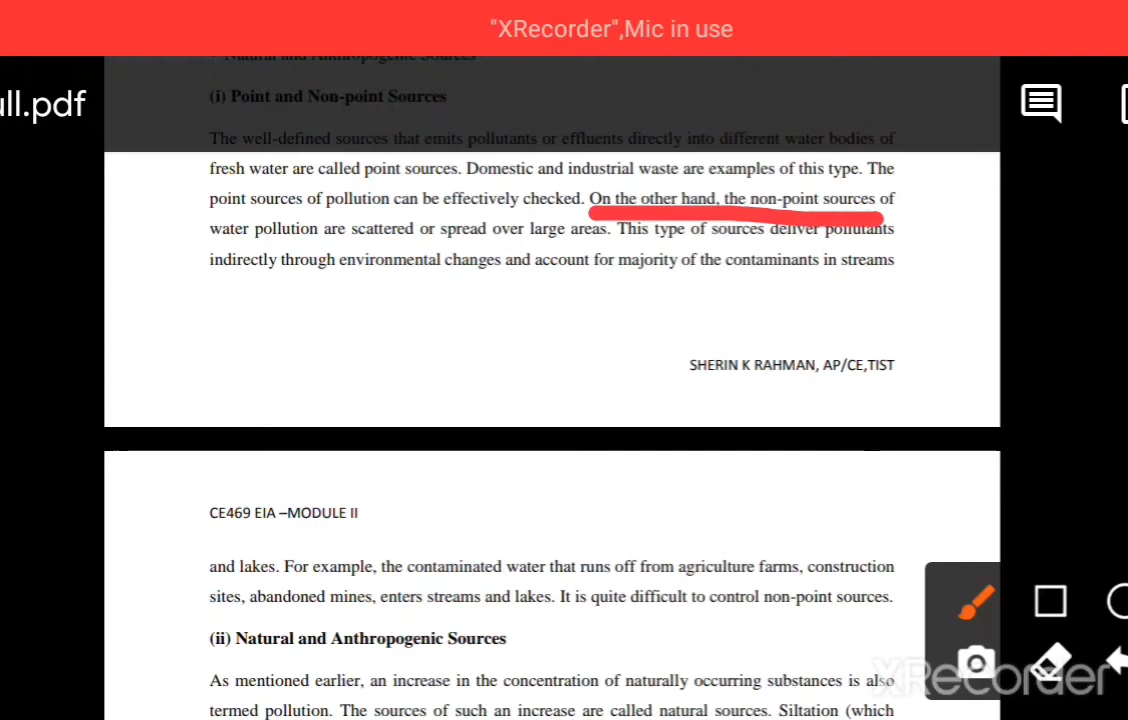 "XRecorder",Mic in use
Natural and Anthropogenic Sources
ull.pdf
(i) Point and Non-point Sources
The well-defined sources that emits pollutants or effluents directly into different water bodies of
fresh water are called point sources. Domestic and industrial waste are examples of this type. The
point sources of pollution can be effectively checked. On the other hand, the non-point sources of
water pollution are scattered or spread over large areas. This type of sources deliver pollutants
indirectly through environmental changes and account for majority of the contaminants in streams
SHERIN K RAHMAN, AP/CE,TIST
CE469 EIA –MODULE II
and lakes. For example, the contaminated water that runs off from agriculture farms, construction
sites, abandoned mines, enters streams and lakes. It is quite difficult to control non-point sources.
(ii) Natural and Anthropogenic Sources
As mentioned earlier, an increase in the concentration of naturally occurring substances is also
termed pollution. The sources of such an increase are called natural sources. Siltation (which
XRecorder